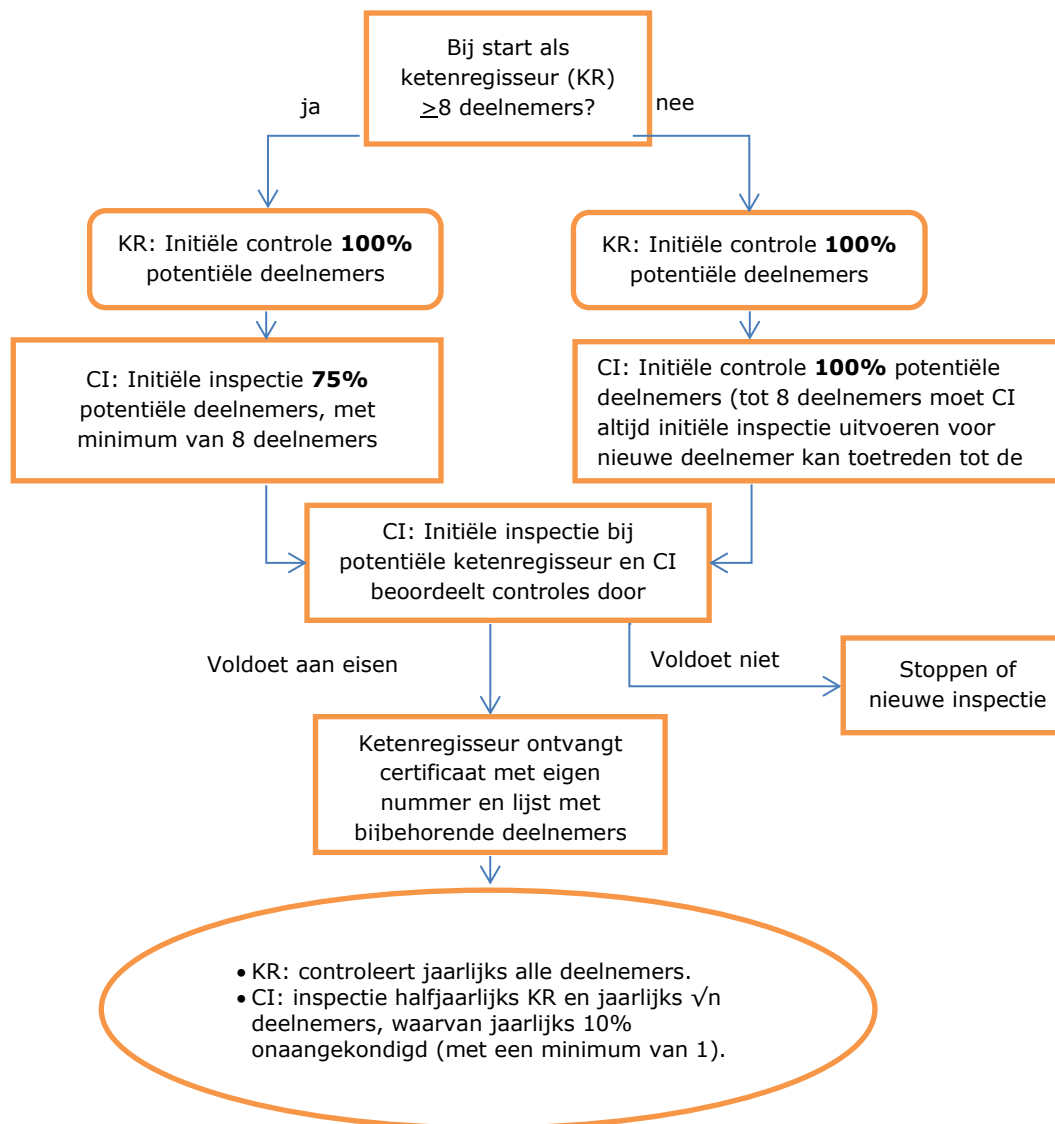 Bij start als
ketenregisseur (KR)
≥8 deelnemers?
ja
nee
KR: Initiële controle 100%
potentiële deelnemers
KR: Initiële controle 100%
potentiële deelnemers
CI: Initiële inspectie 75%
potentiële deelnemers, met
minimum van 8 deelnemers
CI: Initiële controle 100% potentiële
deelnemers (tot 8 deelnemers moet CI
altijd initiële inspectie uitvoeren voor
nieuwe deelnemer kan toetreden tot de
CI: Initiële inspectie bij
potentiële ketenregisseur en CI
beoordeelt controles door
Voldoet aan eisen
Voldoet niet
Stoppen of
nieuwe inspectie
Ketenregisseur ontvangt
certificaat met eigen
nummer en lijst met
bijbehorende deelnemers
• KR: controleert jaarlijks alle deelnemers.
• CI: inspectie halfjaarlijks KR en jaarlijks √n
deelnemers, waarvan jaarlijks 10%
onaangekondigd (met een minimum van 1).